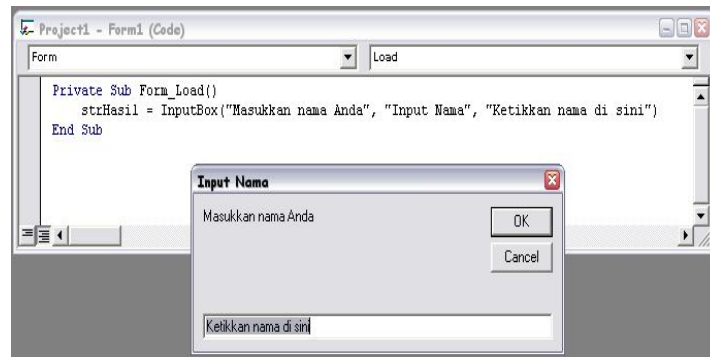 Project1 - Form1 (Code)
Form Load
Private Sub Form_Load()
strHasil = InputBox("Masukkan nama Anda", "Input Nama", "Ketikkan nama di sini")
End Sub
Input Nama
Masukkan nama Anda
OK
Cancel
Ketikkan nama di sini